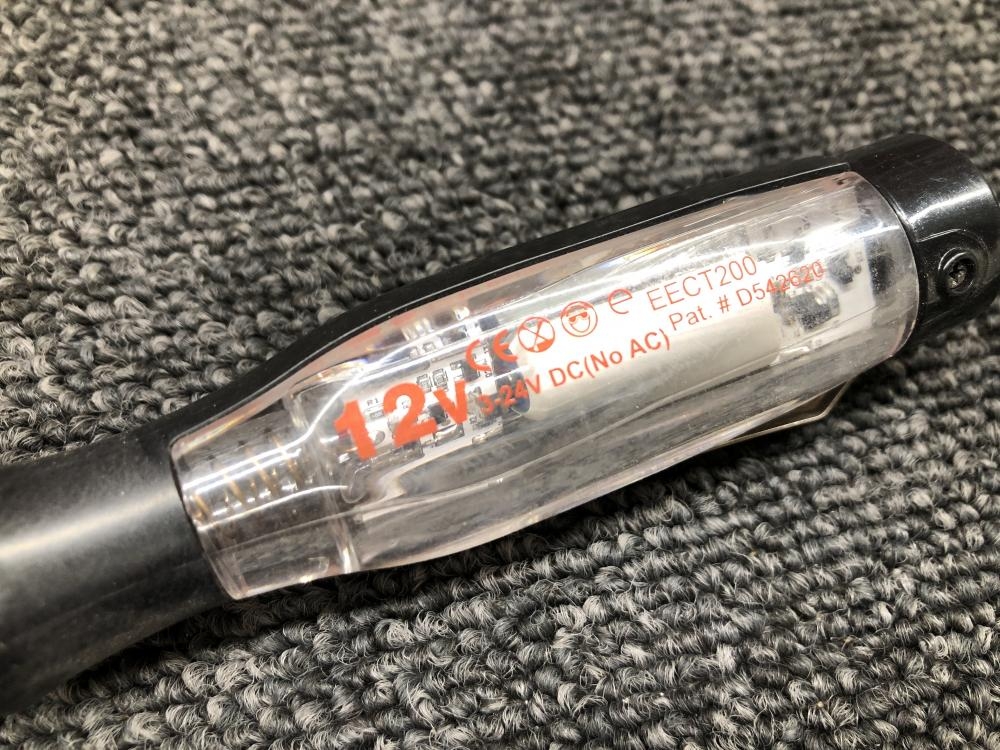 12v CE e EECT200
3-24V DC(No AC) Pat. # D542620